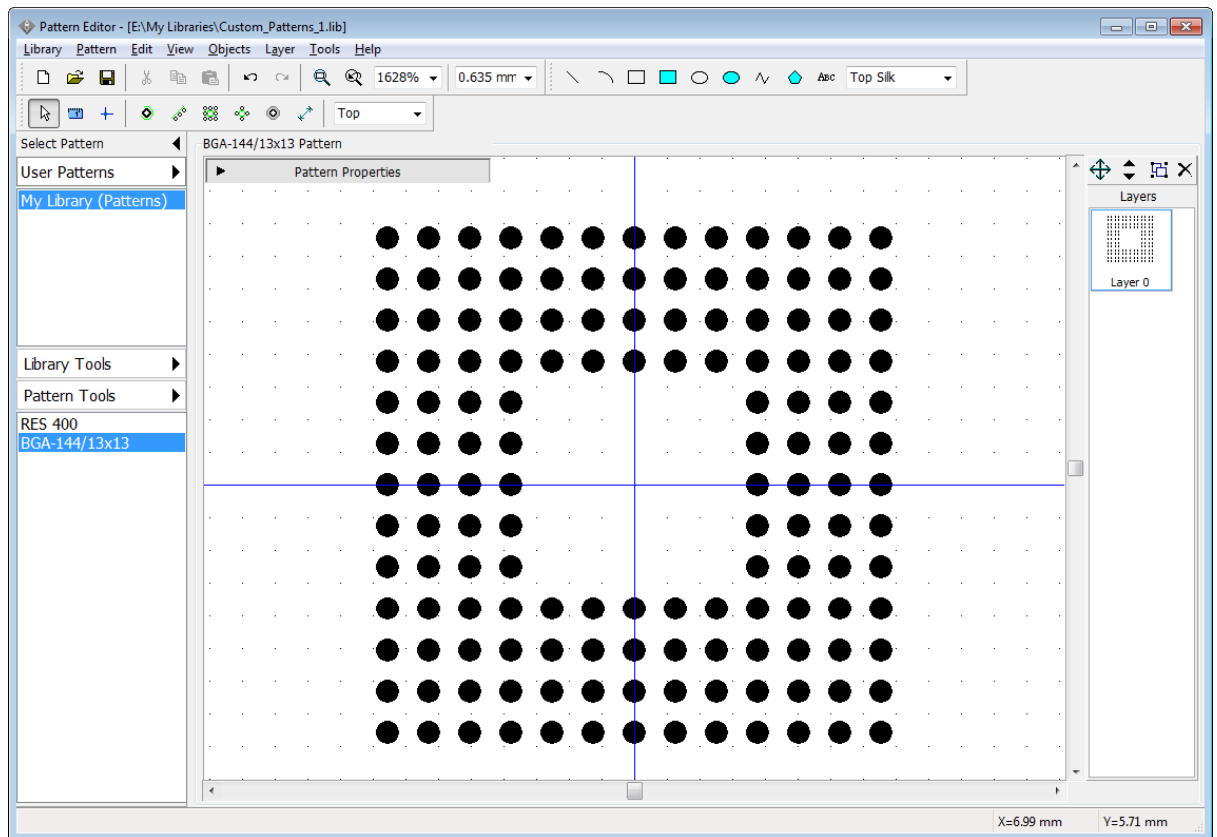 Pattern Editor - [E:\My Libraries\Custom_Patterns_1.lib]
Library Pattern Edit View Objects Layer Tools Help
1628% 0.635 mm ABC Top Silk
Top
Select Pattern
BGA-144/13x13 Pattern
User Patterns
Pattern Properties
My Library (Patterns)
Layers
Layer 0
Library Tools
Pattern Tools
RES 400
BGA-144/13x13
X=6.99 mm Y=5.71 mm